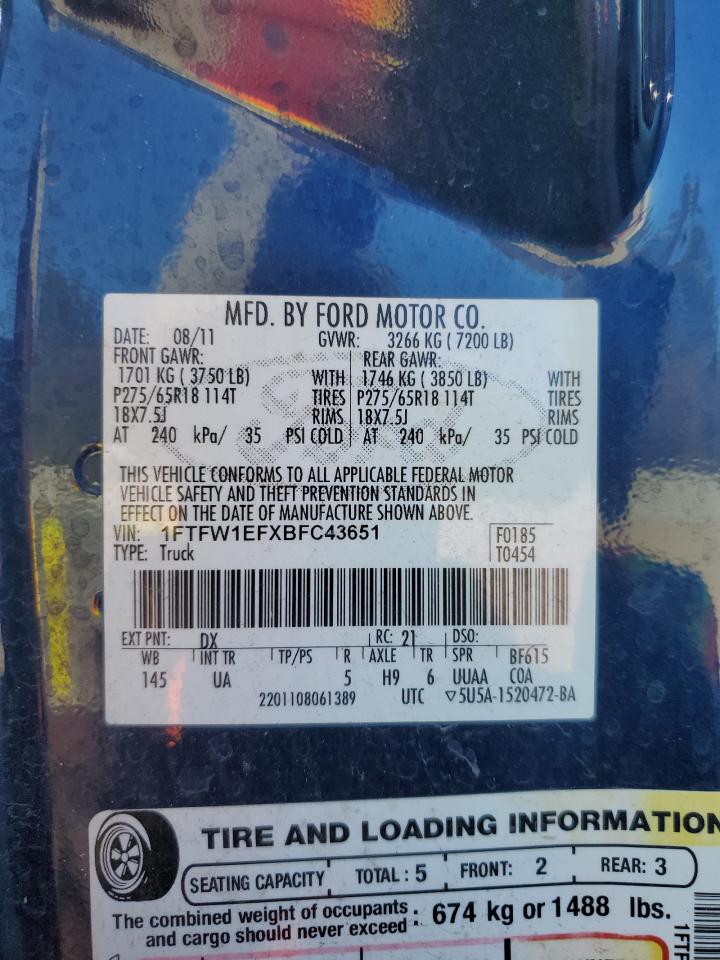 MFD. BY FORD MOTOR CO.
DATE: 08/11 GVWR: 3266 KG ( 7200 LB)
FRONT GAWR: REAR GAWR:
1701 KG ( 3750 LB) WITH 1746 KG ( 3850 LB) WITH
P275/65R18 114T TIRES P275/65R18 114T TIRES
18X7.5J RIMS 18X7.5J RIMS
AT 240 kPa/ 35 PSI COLD AT 240 kPa/ 35 PSI COLD
THIS VEHICLE CONFORMS TO ALL APPLICABLE FEDERAL MOTOR
VEHICLE SAFETY AND THEFT PREVENTION STANDARDS IN
EFFECT ON THE DATE OF MANUFACTURE SHOWN ABOVE.
VIN: 1FTFW1EFXBFC43651 F0185
TYPE: Truck T0454
EXT PNT: DX RC: 21 DSO:
WB INT TR TP/PS R AXLE TR SPR BF615
145 UA 5 H9 6 UUAA COA
2201108061389 UTC ▽5U5A-1520472-BA
TIRE AND LOADING INFORMATION
SEATING CAPACITY TOTAL : 5 FRONT: 2 REAR: 3
The combined weight of occupants : 674 kg or 1488 lbs.
and cargo should never exceed
1FTF